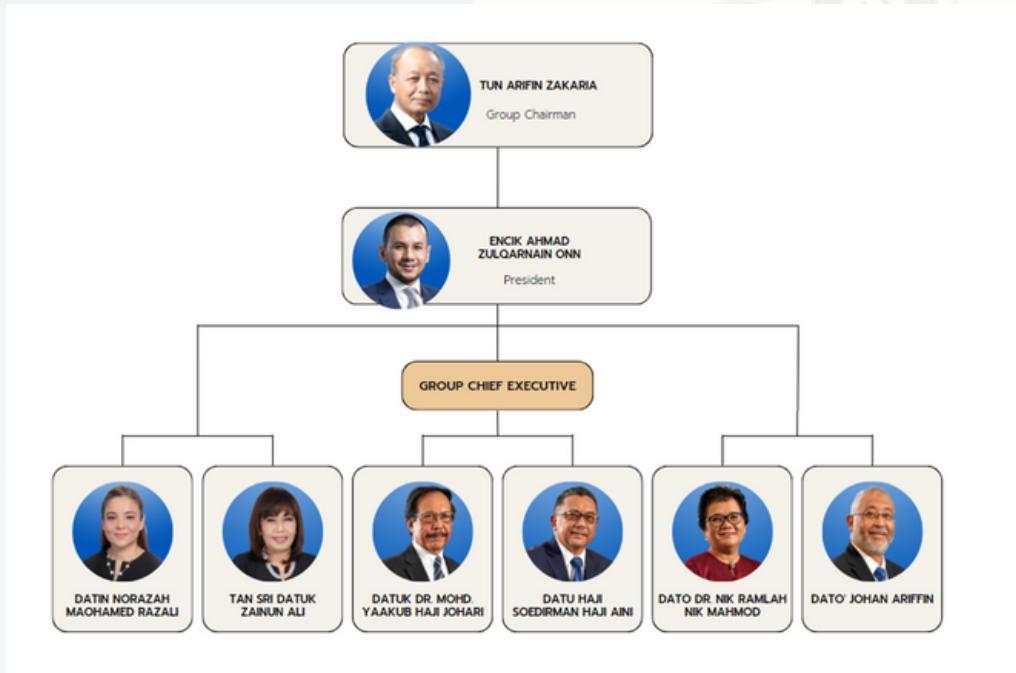 TUN ARIFIN ZAKARIA
Group Chairman
ENCIK AHMAD
ZULQARNAIN ONN
President
GROUP CHIEF EXECUTIVE
DATIN NORAZAH
MAOHAMED RAZALI
TAN SRI DATUK
ZAINUN ALI
DATUK DR. MOHD.
YAAKUB HAJI JOHARI
DATU HAJI
SOEDIRMAN HAJI AINI
DATO DR. NIK RAMLAH
NIK MAHMOD
DATO' JOHAN ARIFFIN